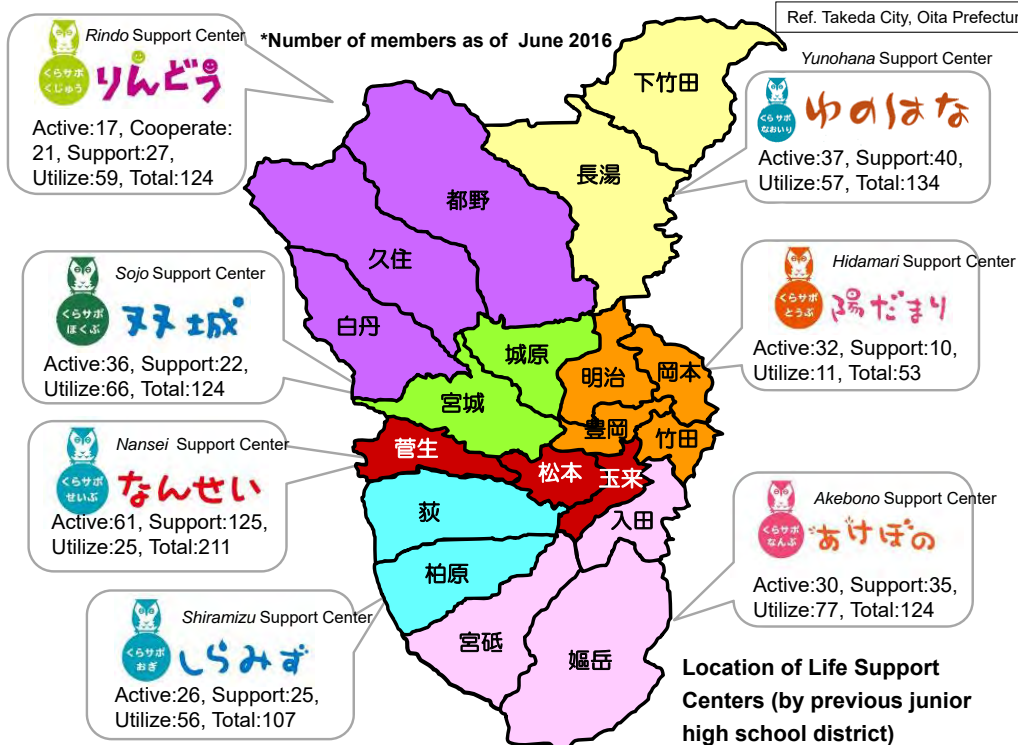 Ref. Takeda City, Oita Prefectur
*Number of members as of June 2016
Rindo Support Center
くらサポ
くじゅう
りんどう
Active:17, Cooperate:
21, Support:27,
Utilize:59, Total:124
Yunohana Support Center
くらサポ
なおいり
ゆのはな
Active:37, Support:40,
Utilize:57, Total:134
Sojo Support Center
くらサポ
ほくぶ
双城
Active:36, Support:22,
Utilize:66, Total:124
Hidamari Support Center
くらサポ
とうぶ
陽だまり
Active:32, Support:10,
Utilize:11, Total:53
Nansei Support Center
くらサポ
せいぶ
なんせい
Active:61, Support:125,
Utilize:25, Total:211
Akebono Support Center
くらサポ
なんぶ
あけぼの
Active:30, Support:35,
Utilize:77, Total:124
Shiramizu Support Center
くらサポ
おぎ
しらみず
Active:26, Support:25,
Utilize:56, Total:107
下竹田
長湯
都野
久住
白丹
城原
明治
岡本
宮城
豊岡
竹田
菅生
松本
玉来
荻
入田
柏原
宮砥
嫗岳
Location of Life Support
Centers (by previous junior
high school district)